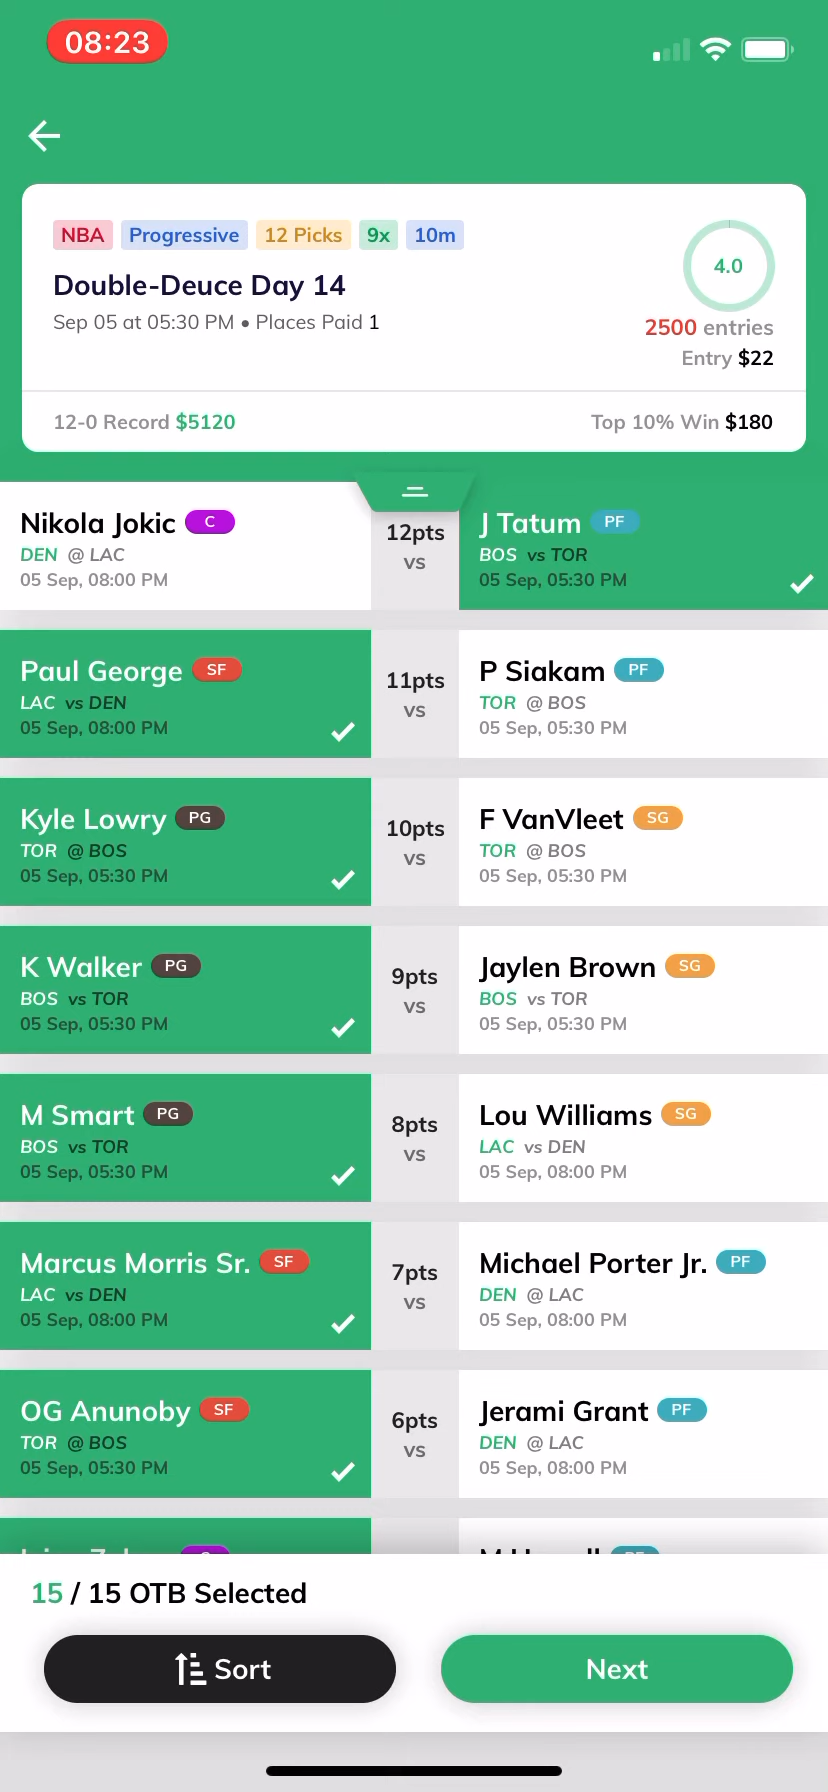 08:23
NBA Progressive 12 Picks 9x 10m
4.0
Double-Deuce Day 14
Sep 05 at 05:30 PM • Places Paid 1
2500 entries
Entry $22
12-0 Record $5120
Top 10% Win $180
Nikola Jokic C
DEN @ LAC
05 Sep, 08:00 PM
12pts
vs
J Tatum PF
BOS vs TOR
05 Sep, 05:30 PM
Paul George SF
LAC vs DEN
05 Sep, 08:00 PM
11pts
vs
P Siakam PF
TOR @ BOS
05 Sep, 05:30 PM
Kyle Lowry PG
TOR @ BOS
05 Sep, 05:30 PM
10pts
vs
F VanVleet SG
TOR @ BOS
05 Sep, 05:30 PM
K Walker PG
BOS vs TOR
05 Sep, 05:30 PM
9pts
vs
Jaylen Brown SG
BOS vs TOR
05 Sep, 05:30 PM
M Smart PG
BOS vs TOR
05 Sep, 05:30 PM
8pts
vs
Lou Williams SG
LAC vs DEN
05 Sep, 08:00 PM
Marcus Morris Sr. SF
LAC vs DEN
05 Sep, 08:00 PM
7pts
vs
Michael Porter Jr. PF
DEN @ LAC
05 Sep, 08:00 PM
OG Anunoby SF
TOR @ BOS
05 Sep, 05:30 PM
6pts
vs
Jerami Grant PF
DEN @ LAC
05 Sep, 08:00 PM
15 / 15 OTB Selected
Sort
Next